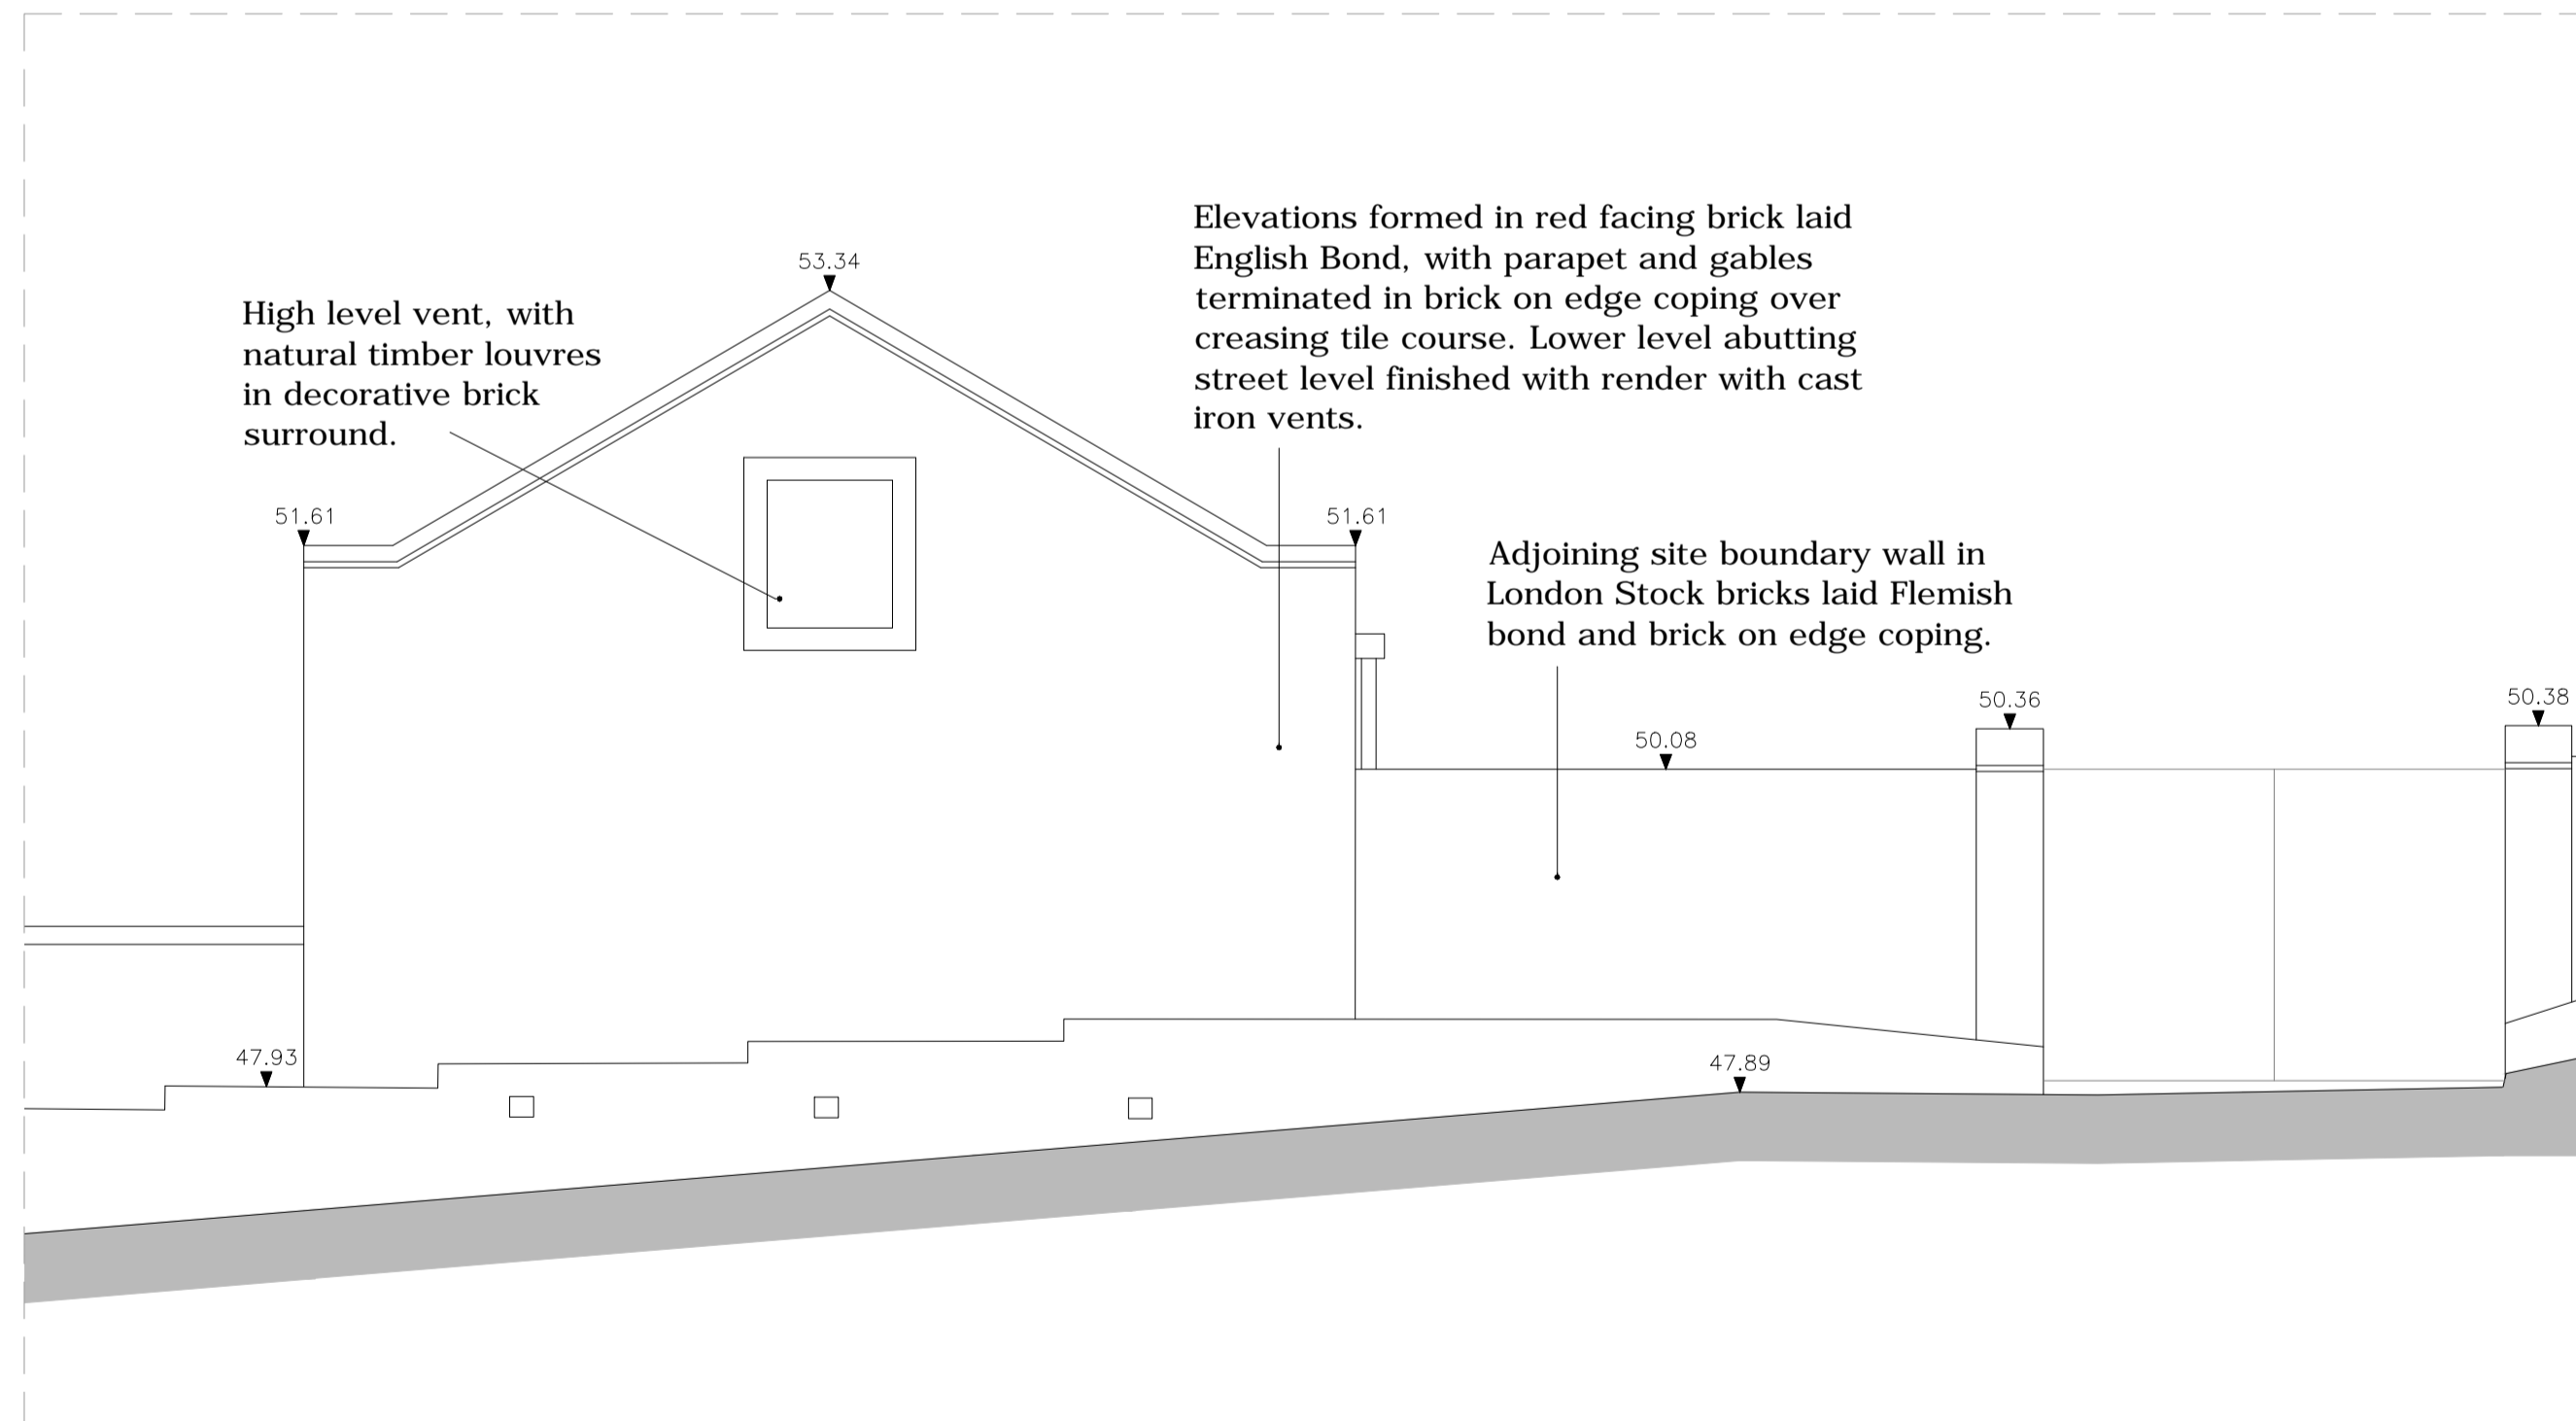 Elevations formed in red facing brick laid
English Bond, with parapet and gables
terminated in brick on edge coping over
creasing tile course. Lower level abutting
street level finished with render with cast
iron vents.
53.34
High level vent, with
natural timber louvres
in decorative brick
surround.
51.61
51.61
Adjoining site boundary wall in
London Stock bricks laid Flemish
bond and brick on edge coping.
50.36
50.38
50.08
47.93
47.89